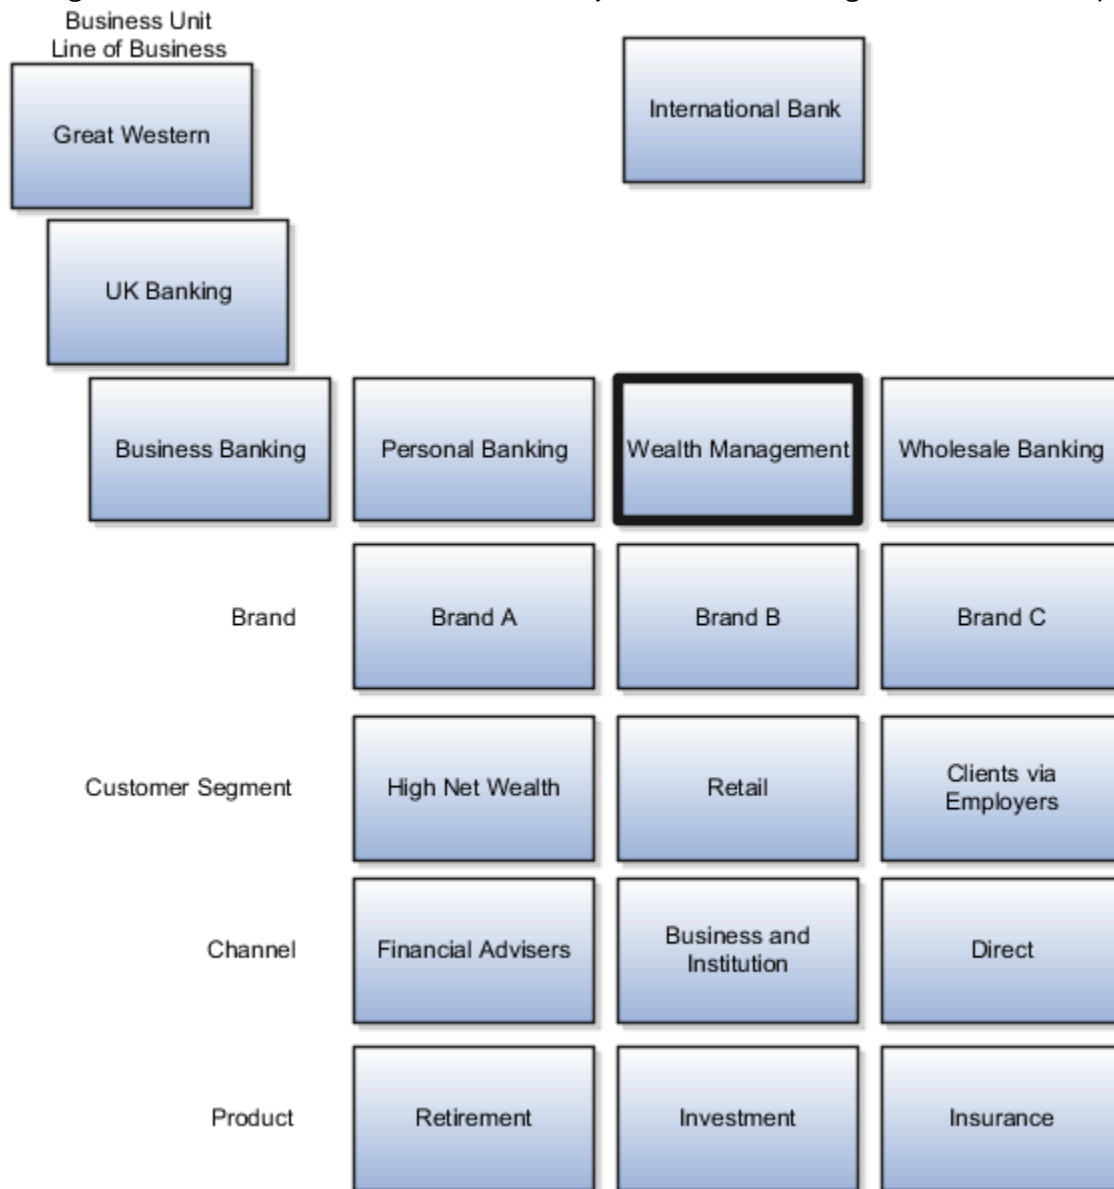 Business Unit
Line of Business
Great Western
International Bank
UK Banking
Business Banking
Personal Banking
Wealth Management
Wholesale Banking
Brand
Brand A
Brand B
Brand C
Customer Segment
High Net Wealth
Retail
Clients via
Employers
Channel
Financial Advisers
Business and
Institution
Direct
Product
Retirement
Investment
Insurance